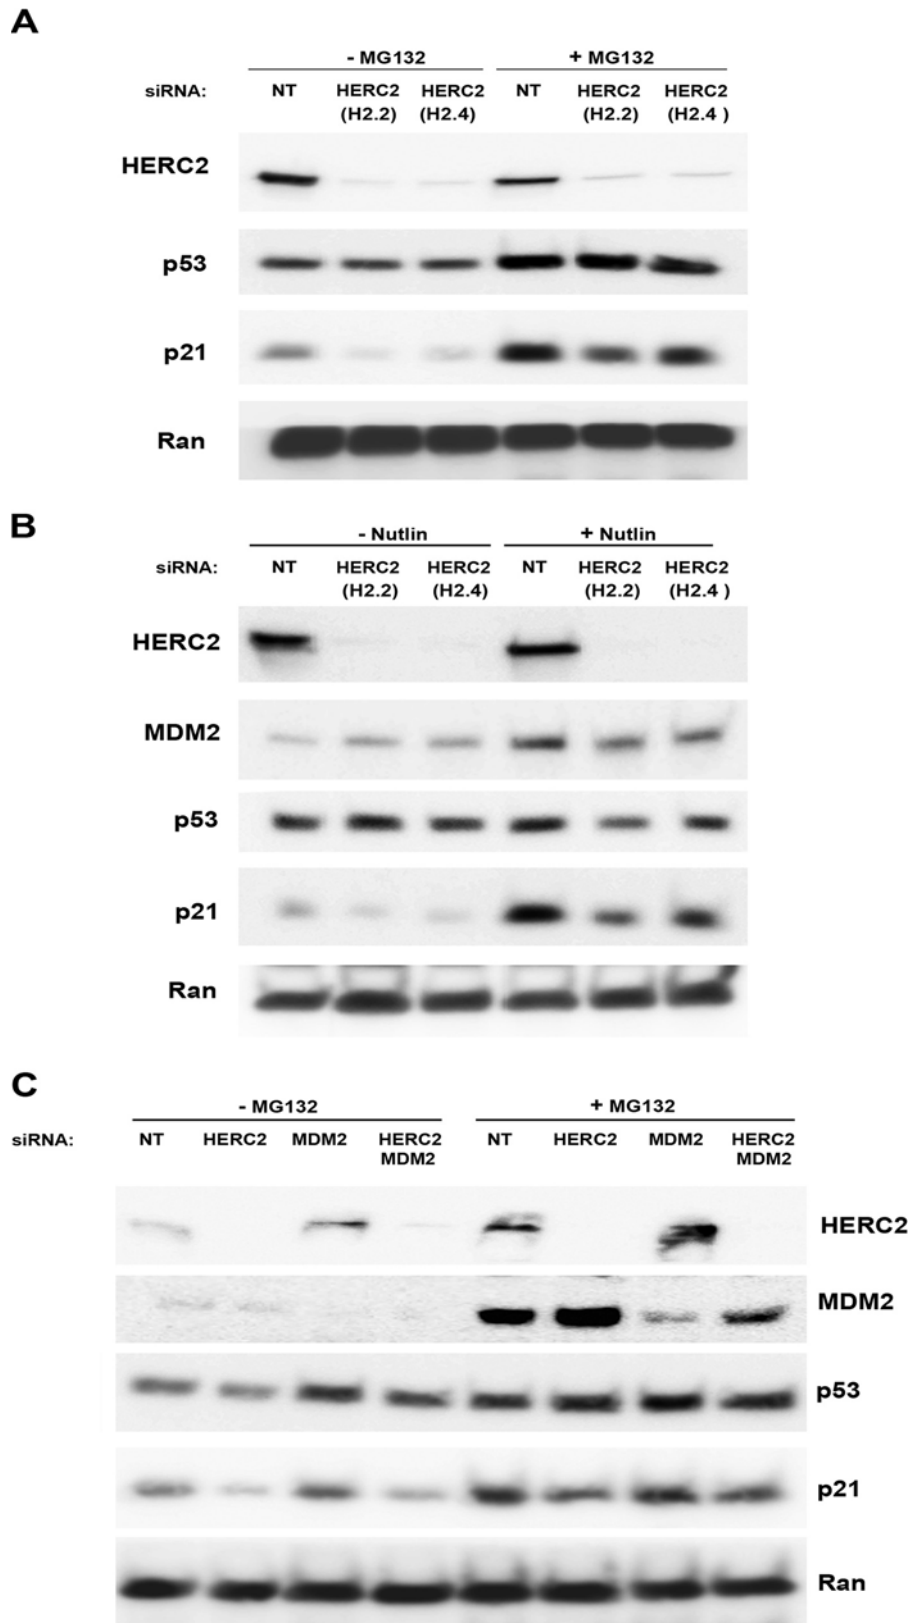 A
- MG132 + MG132
siRNA: NT HERC2 HERC2 NT HERC2 HERC2
(H2.2) (H2.4) (H2.2) (H2.4 )
HERC2
p53
p21
Ran
B
- Nutlin + Nutlin
siRNA: NT HERC2 HERC2 NT HERC2 HERC2
(H2.2) (H2.4) (H2.2) (H2.4 )
HERC2
MDM2
p53
p21
Ran
C
- MG132 + MG132
siRNA: NT HERC2 MDM2 HERC2 NT HERC2 MDM2 HERC2
MDM2 MDM2
HERC2
MDM2
p53
p21
Ran